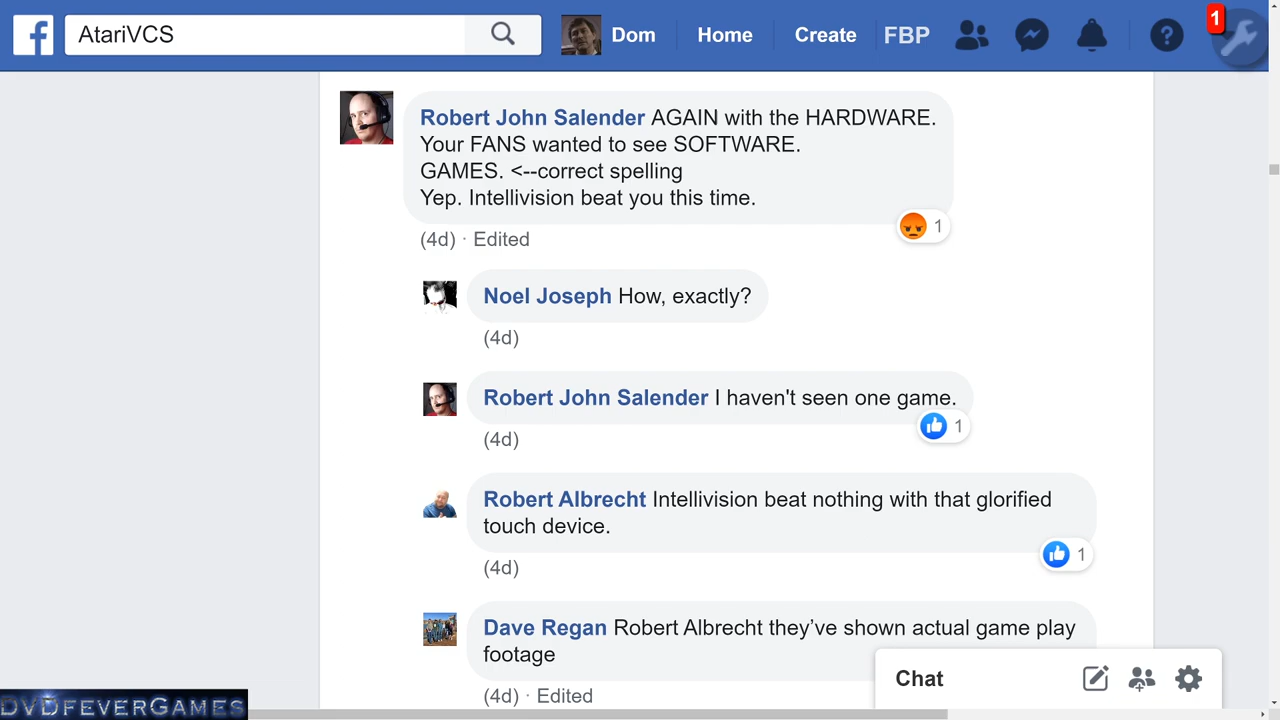 f AtariVCS Dom Home Create FBP ? 1
Robert John Salender AGAIN with the HARDWARE.
Your FANS wanted to see SOFTWARE.
GAMES. <--correct spelling
Yep. Intellivision beat you this time.
1
(4d) · Edited
Noel Joseph How, exactly?
(4d)
Robert John Salender I haven't seen one game.
1
(4d)
Robert Albrecht Intellivision beat nothing with that glorified
touch device.
1
(4d)
Dave Regan Robert Albrecht they’ve shown actual game play
footage
(4d) · Edited
Chat
DVDFEVERGAMES